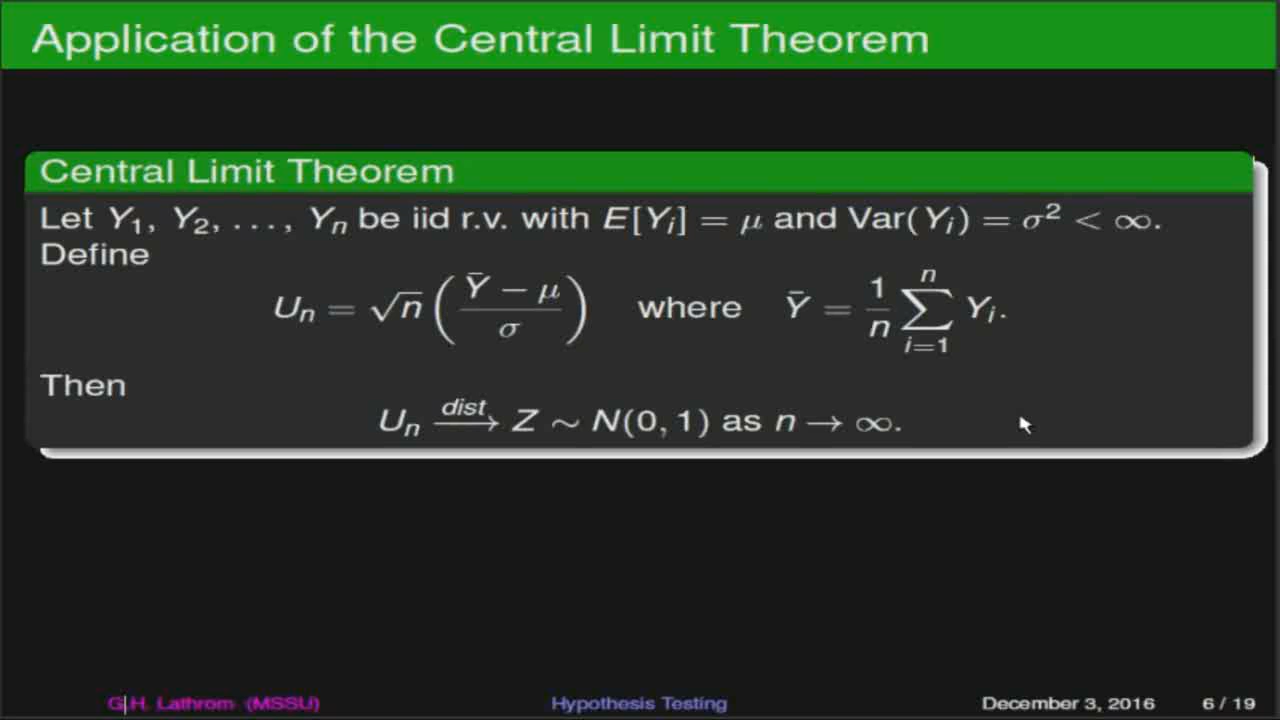 Application of the Central Limit Theorem
Central Limit Theorem
Let Y₁, Y₂, …, Yₙ be iid r.v. with E[Yᵢ] = μ and Var(Yᵢ) = σ² < ∞.
Define
Uₙ = √n ( (Ȳ − μ) / σ ) where Ȳ = 1/n ∑ᵢ₌₁ⁿ Yᵢ.
Then
Uₙ —dist→ Z ∼ N(0, 1) as n → ∞.
G.H. Lathrom (MSSU) Hypothesis Testing December 3, 2016 6 / 19